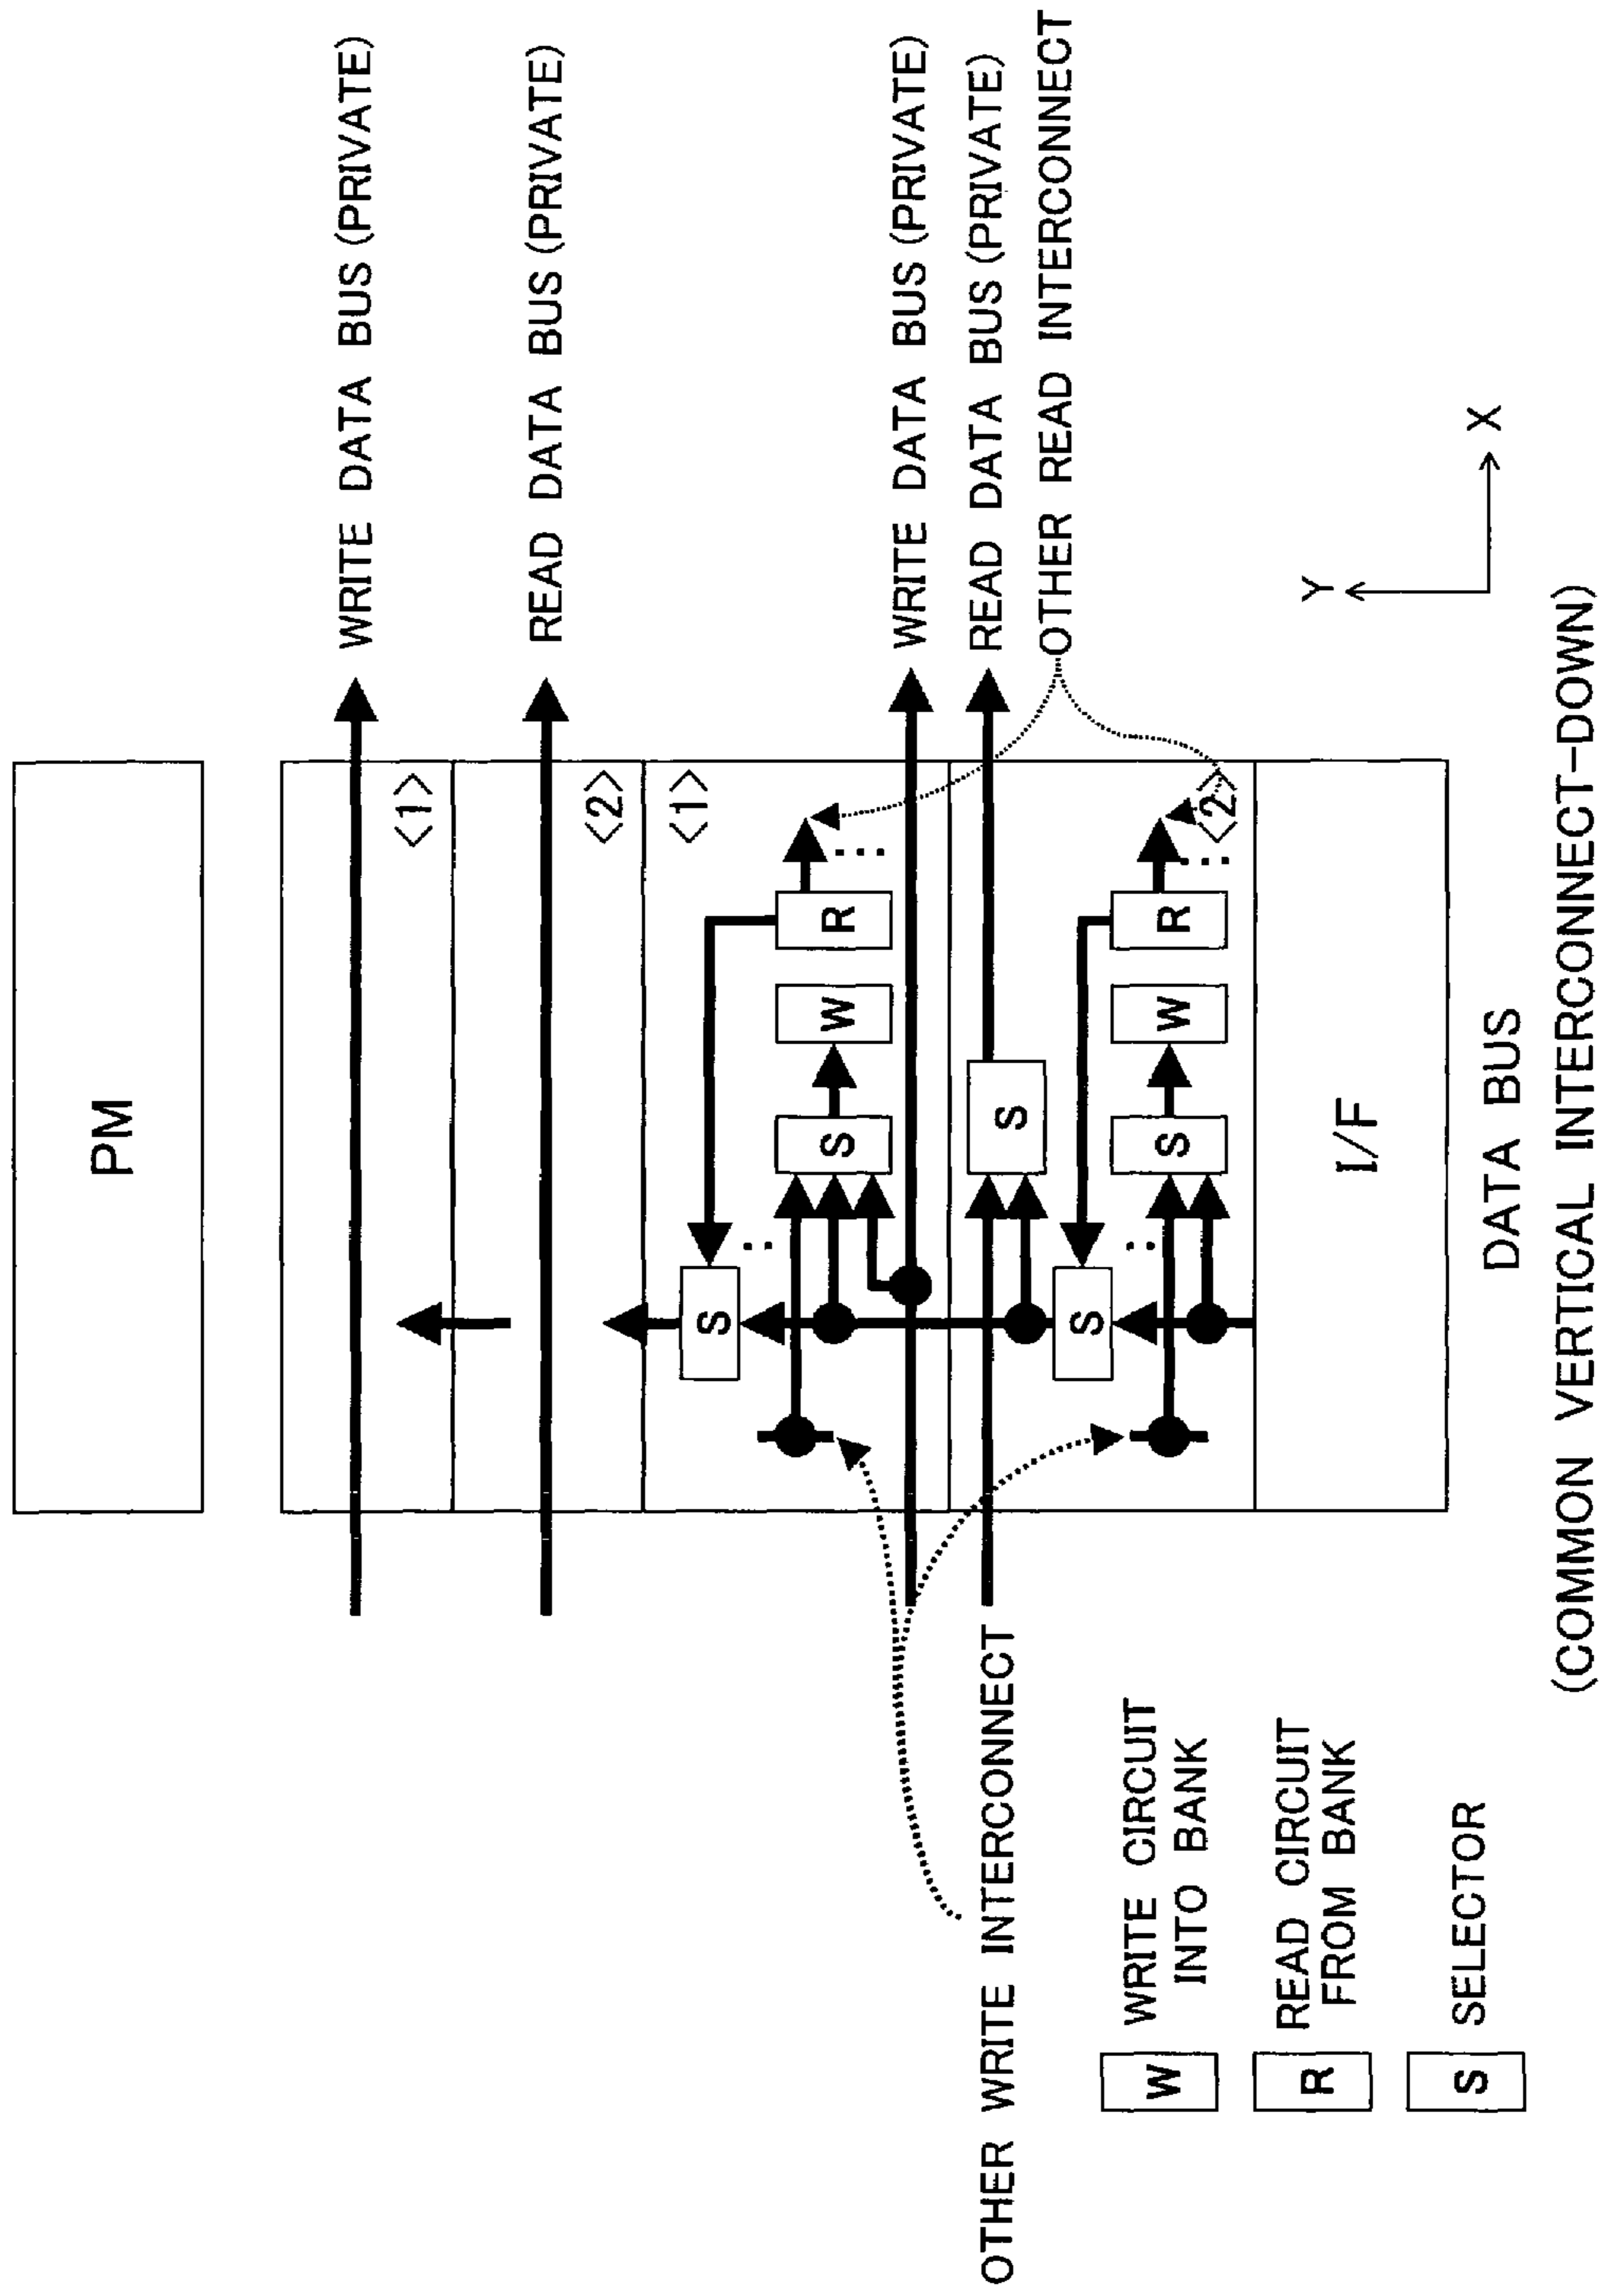 PM
WRITE DATA BUS(PRIVATE)
<1>
READ DATA BUS(PRIVATE)
<2>
<1>
S
S
W
R
WRITE DATA BUS(PRIVATE)
READ DATA BUS(PRIVATE)
S
OTHER READ INTERCONNECT
OTHER WRITE INTERCONNECT
S
S
W
R
<2>
I/F
Y
X
W
WRITE CIRCUIT
INTO BANK
R
READ CIRCUIT
FROM BANK
S
SELECTOR
DATA BUS
(COMMON VERTICAL INTERCONNECT-DOWN)